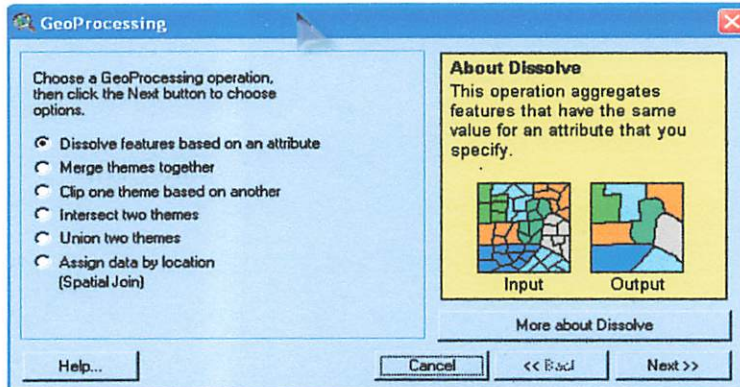 GeoProcessing
Choose a GeoProcessing operation,
then click the Next button to choose
options.
Dissolve features based on an attribute
Merge themes together
Clip one theme based on another
Intersect two themes
Union two themes
Assign data by location
(Spatial Join)
About Dissolve
This operation aggregates
features that have the same
value for an attribute that you
specify.
Input
Output
More about Dissolve
Help...
Cancel
<< Back
Next >>